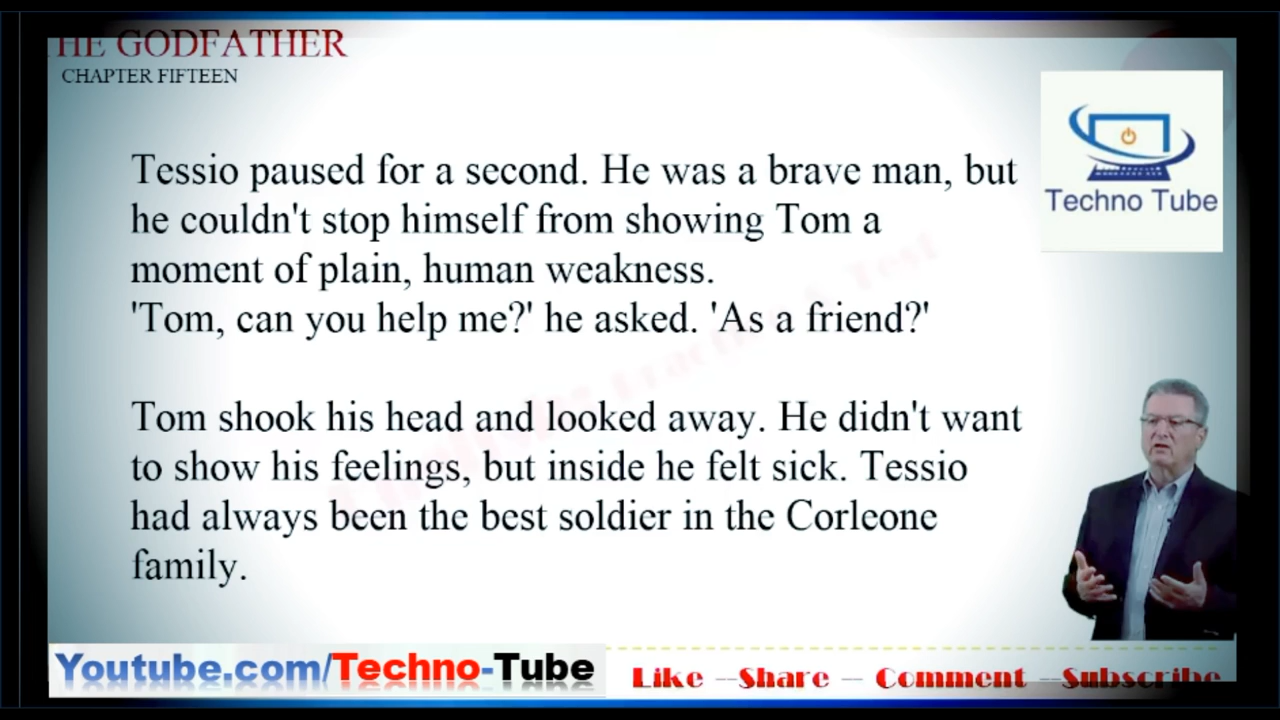 THE GODFATHER
CHAPTER FIFTEEN
Techno Tube
Tessio paused for a second. He was a brave man, but
he couldn't stop himself from showing Tom a
moment of plain, human weakness.
'Tom, can you help me?' he asked. 'As a friend?'
Tom shook his head and looked away. He didn't want
to show his feelings, but inside he felt sick. Tessio
had always been the best soldier in the Corleone
family.
Youtube.com/Techno-Tube
Like --Share -- Comment --Subscribe